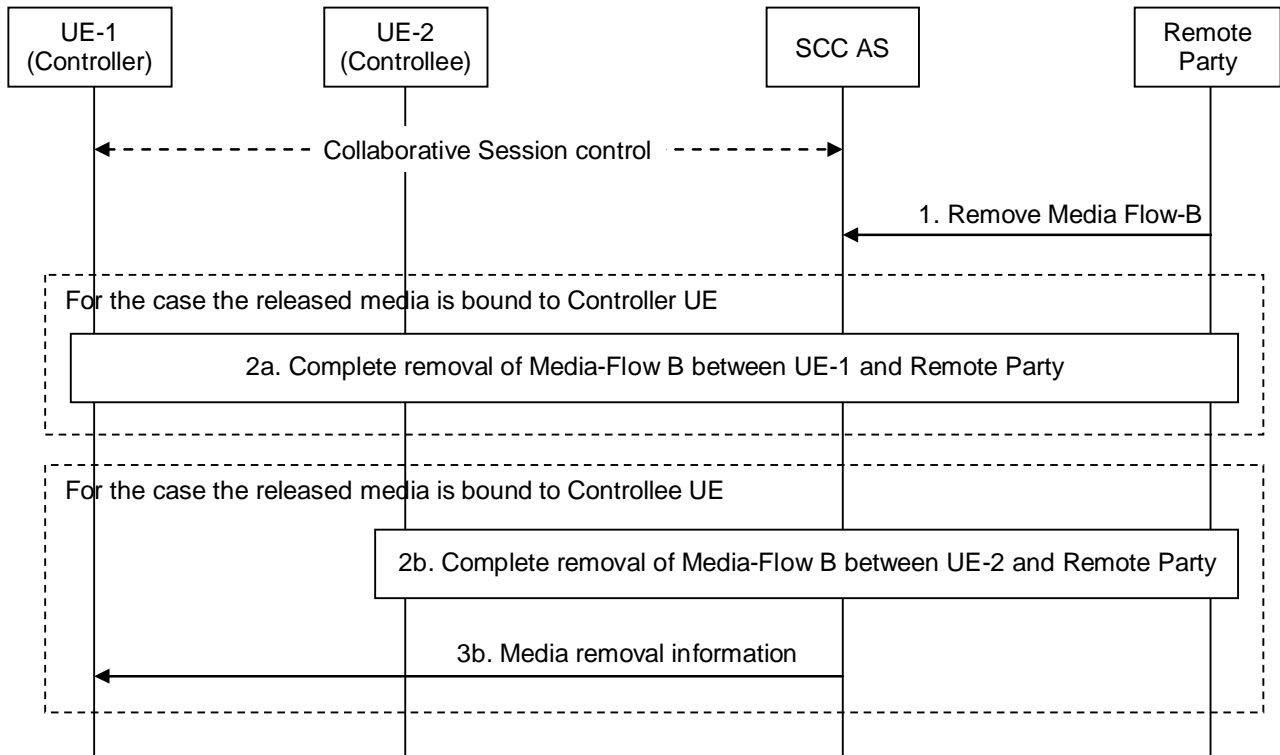 UE-1
(Controller)
UE-2
(Controllee)
SCC AS
Remote
Party
Collaborative Session control
1. Remove Media Flow-B
For the case the released media is bound to Controller UE
2a. Complete removal of Media-Flow B between UE-1 and Remote Party
For the case the released media is bound to Controllee UE
2b. Complete removal of Media-Flow B between UE-2 and Remote Party
3b. Media removal information